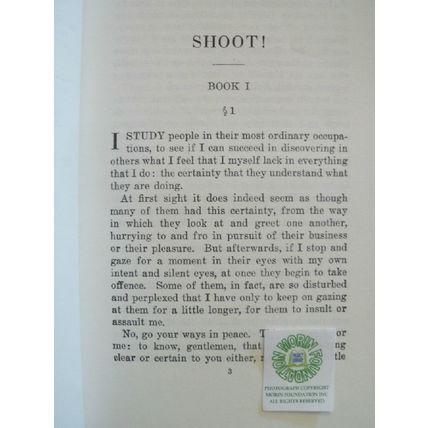 SHOOT!
BOOK I
§ 1
I STUDY people in their most ordinary occupa-
tions, to see if I can succeed in discovering in
others what I feel that I myself lack in everything
that I do: the certainty that they understand what
they are doing.
At first sight it does indeed seem as though
many of them had this certainty, from the way
in which they look at and greet one another,
hurrying to and fro in pursuit of their business
or their pleasure. But afterwards, if I stop and
gaze for a moment in their eyes with my own
intent and silent eyes, at once they begin to take
offence. Some of them, in fact, are so disturbed
and perplexed that I have only to keep on gazing
at them for a little longer, for them to insult or
assault me.
No, go your ways in peace. or
me: to know, gentlemen, that
clear or certain to you either,
3
MORIN FOUNDATION
PHOTOGRAPH COPYRIGHT
MORIN FOUNDATION INC
ALL RIGHTS RESERVED